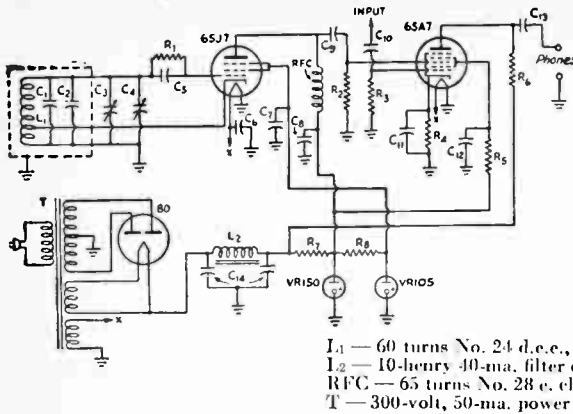 INPUT
6SJ7
6SA7
C9
C10
C13
R1
C5
RFC
Phones
C1
C2
C3
C4
R2
R3
R6
L1
C6
C7
C8
x
x
C11
R4
C12
R5
T
80
L2
R7
R8
C14
VR150
VR105
x
L1 — 60 turns No. 24 d.c.c.,
L2 — 10-henry 40-ma. filter
RFC — 65 turns No. 28 e.
T — 300-volt, 50-ma. power